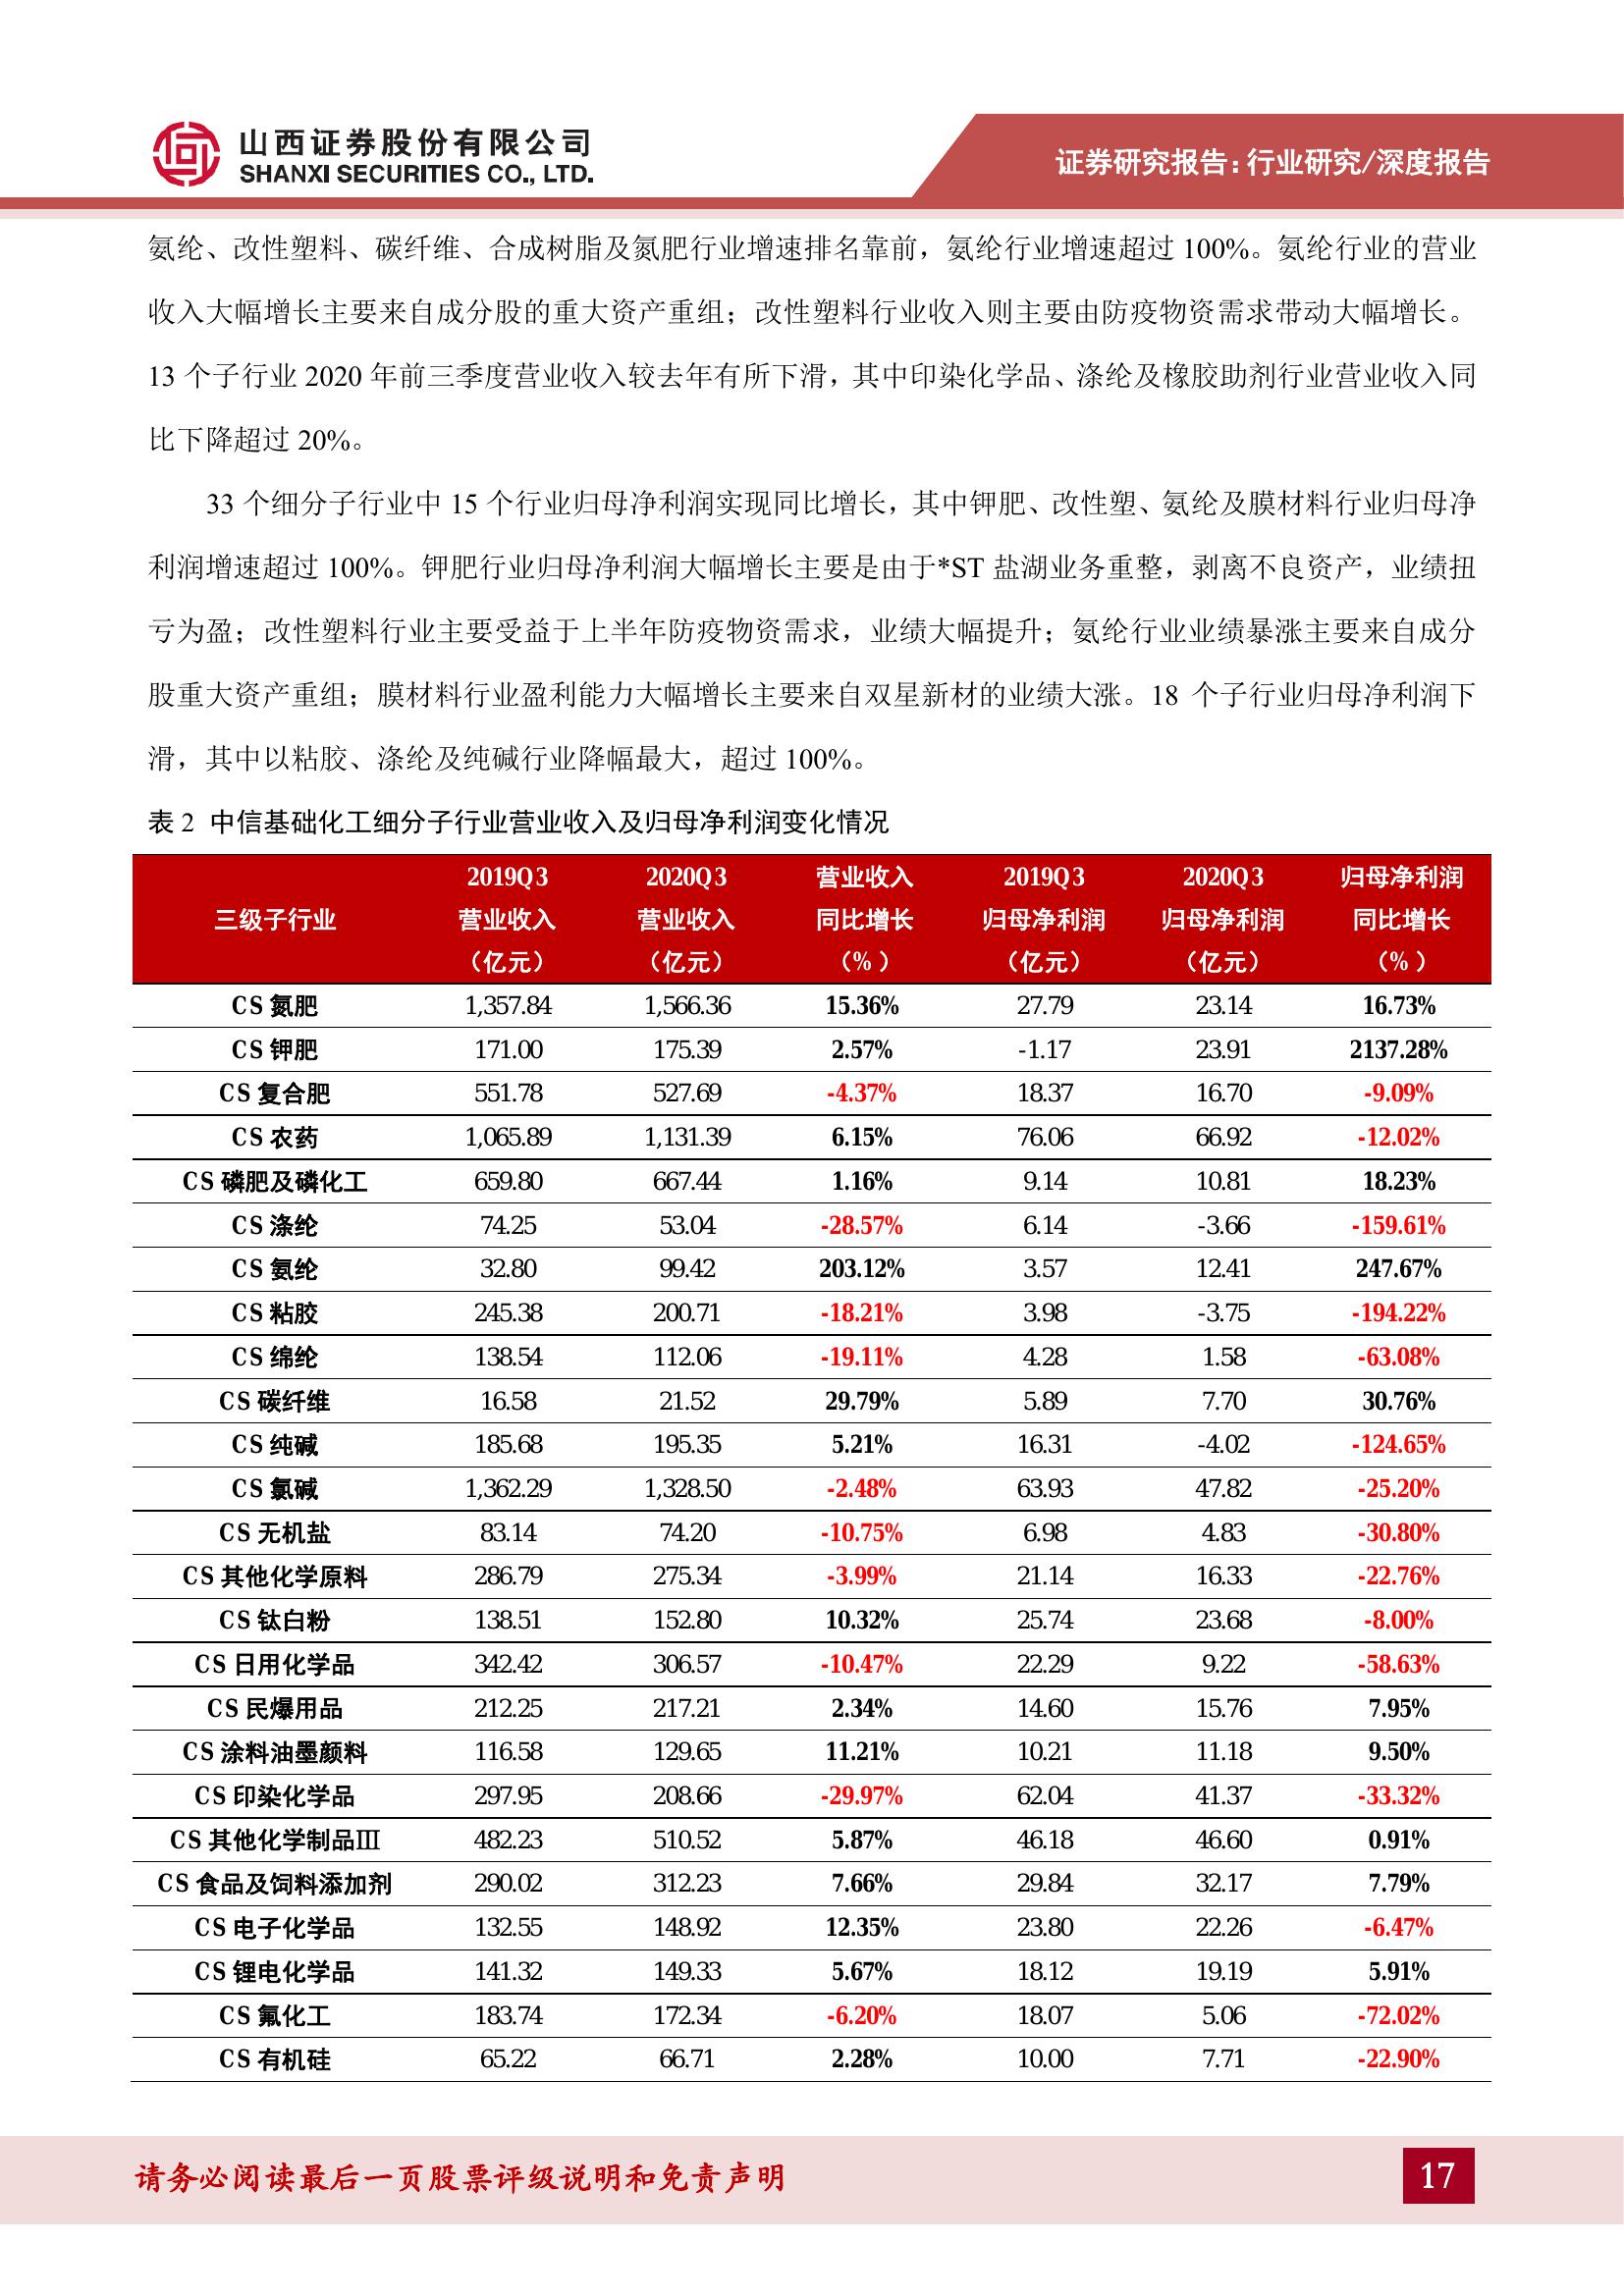 山西证券股份有限公司
SHANXI SECURITIES CO., LTD.
证券研究报告：行业研究/深度报告
氨纶、改性塑料、碳纤维、合成树脂及氮肥行业增速排名靠前，氨纶行业增速超过 100%。氨纶行业的营业
收入大幅增长主要来自成分股的重大资产重组；改性塑料行业收入则主要由防疫物资需求带动大幅增长。
13 个子行业 2020 年前三季度营业收入较去年有所下滑，其中印染化学品、涤纶及橡胶助剂行业营业收入同
比下降超过 20%。
33 个细分子行业中 15 个行业归母净利润实现同比增长，其中钾肥、改性塑、氨纶及膜材料行业归母净
利润增速超过 100%。钾肥行业归母净利润大幅增长主要是由于*ST 盐湖业务重整，剥离不良资产，业绩扭
亏为盈；改性塑料行业主要受益于上半年防疫物资需求，业绩大幅提升；氨纶行业业绩暴涨主要来自成分
股重大资产重组；膜材料行业盈利能力大幅增长主要来自双星新材的业绩大涨。18 个子行业归母净利润下
滑，其中以粘胶、涤纶及纯碱行业降幅最大，超过 100%。
表 2 中信基础化工细分子行业营业收入及归母净利润变化情况
2019Q3 2020Q3 营业收入 2019Q3 2020Q3 归母净利润
三级子行业 营业收入 营业收入 同比增长 归母净利润 归母净利润 同比增长
（亿元） （亿元） （%） （亿元） （亿元） （%）
CS 氮肥 1,357.84 1,566.36 15.36% 27.79 23.14 16.73%
CS 钾肥 171.00 175.39 2.57% -1.17 23.91 2137.28%
CS 复合肥 551.78 527.69 -4.37% 18.37 16.70 -9.09%
CS 农药 1,065.89 1,131.39 6.15% 76.06 66.92 -12.02%
CS 磷肥及磷化工 659.80 667.44 1.16% 9.14 10.81 18.23%
CS 涤纶 74.25 53.04 -28.57% 6.14 -3.66 -159.61%
CS 氨纶 32.80 99.42 203.12% 3.57 12.41 247.67%
CS 粘胶 245.38 200.71 -18.21% 3.98 -3.75 -194.22%
CS 绵纶 138.54 112.06 -19.11% 4.28 1.58 -63.08%
CS 碳纤维 16.58 21.52 29.79% 5.89 7.70 30.76%
CS 纯碱 185.68 195.35 5.21% 16.31 -4.02 -124.65%
CS 氯碱 1,362.29 1,328.50 -2.48% 63.93 47.82 -25.20%
CS 无机盐 83.14 74.20 -10.75% 6.98 4.83 -30.80%
CS 其他化学原料 286.79 275.34 -3.99% 21.14 16.33 -22.76%
CS 钛白粉 138.51 152.80 10.32% 25.74 23.68 -8.00%
CS 日用化学品 342.42 306.57 -10.47% 22.29 9.22 -58.63%
CS 民爆用品 212.25 217.21 2.34% 14.60 15.76 7.95%
CS 涂料油墨颜料 116.58 129.65 11.21% 10.21 11.18 9.50%
CS 印染化学品 297.95 208.66 -29.97% 62.04 41.37 -33.32%
CS 其他化学制品Ⅲ 482.23 510.52 5.87% 46.18 46.60 0.91%
CS 食品及饲料添加剂 290.02 312.23 7.66% 29.84 32.17 7.79%
CS 电子化学品 132.55 148.92 12.35% 23.80 22.26 -6.47%
CS 锂电化学品 141.32 149.33 5.67% 18.12 19.19 5.91%
CS 氟化工 183.74 172.34 -6.20% 18.07 5.06 -72.02%
CS 有机硅 65.22 66.71 2.28% 10.00 7.71 -22.90%
请务必阅读最后一页股票评级说明和免责声明
17